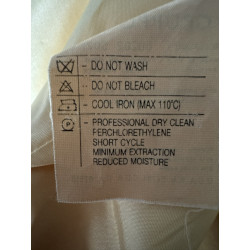 - DO NOT WASH
- DO NOT BLEACH
- COOL IRON (MAX 110°C)
- PROFESSIONAL DRY CLEAN
PERCHLORETHYLENE
SHORT CYCLE
MINIMUM EXTRACTION
REDUCED MOISTURE